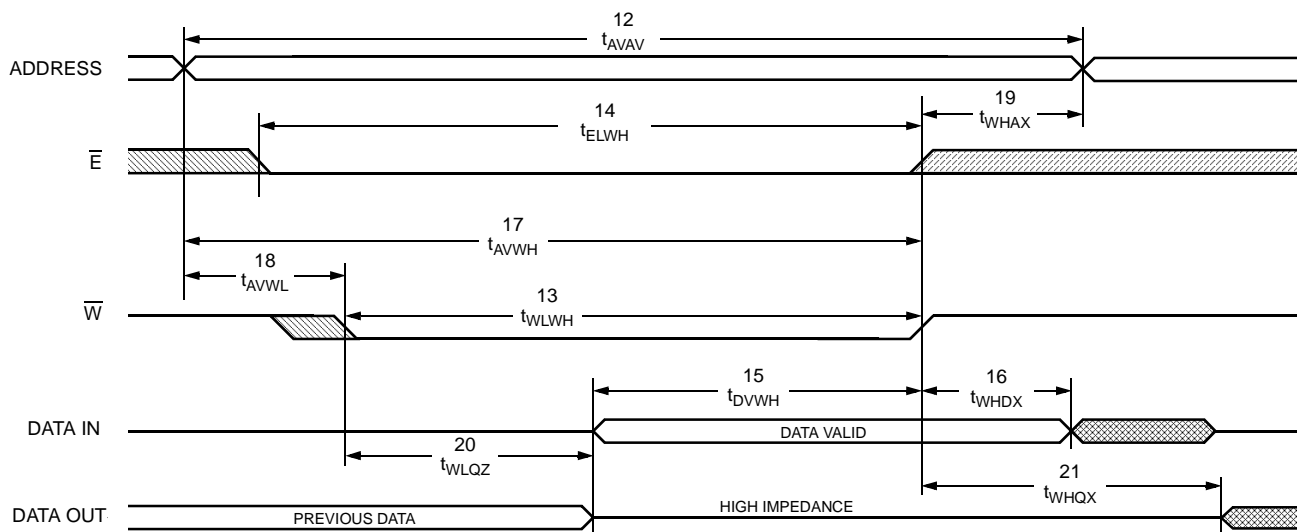 12
tAVAV
ADDRESS
14
tELWH
19
tWHAX
E
17
tAVWH
18
tAVWL
W
13
tWLWH
15
tDVWH
16
tWHDX
DATA IN
DATA VALID
20
tWLQZ
21
tWHQX
DATA OUT
PREVIOUS DATA
HIGH IMPEDANCE